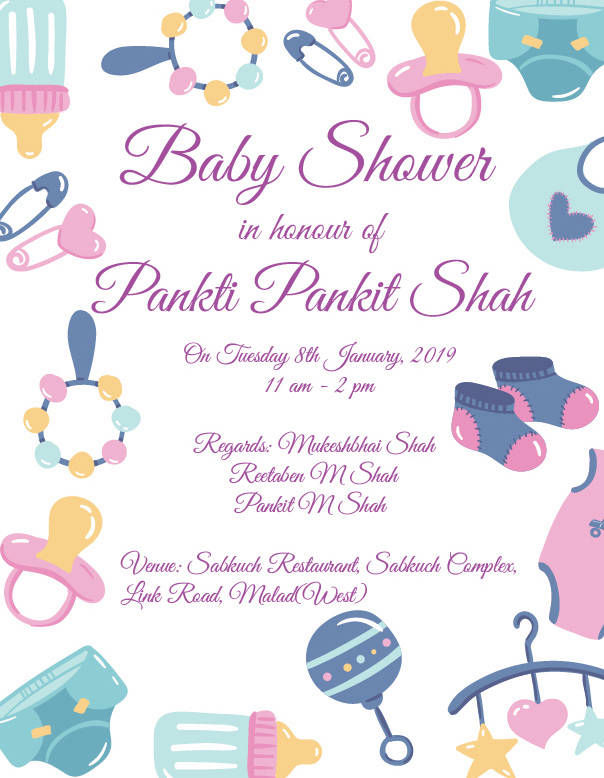 Baby Shower
in honour of
Pankti Pankit Shah
On Tuesday 8th January, 2019
11 am - 2 pm
Regards: Mukeshbhai Shah
Reetaben M Shah
Pankit M Shah
Venue: Sabkuch Restaurant, Sabkuch Complex,
Link Road, Malad(West)